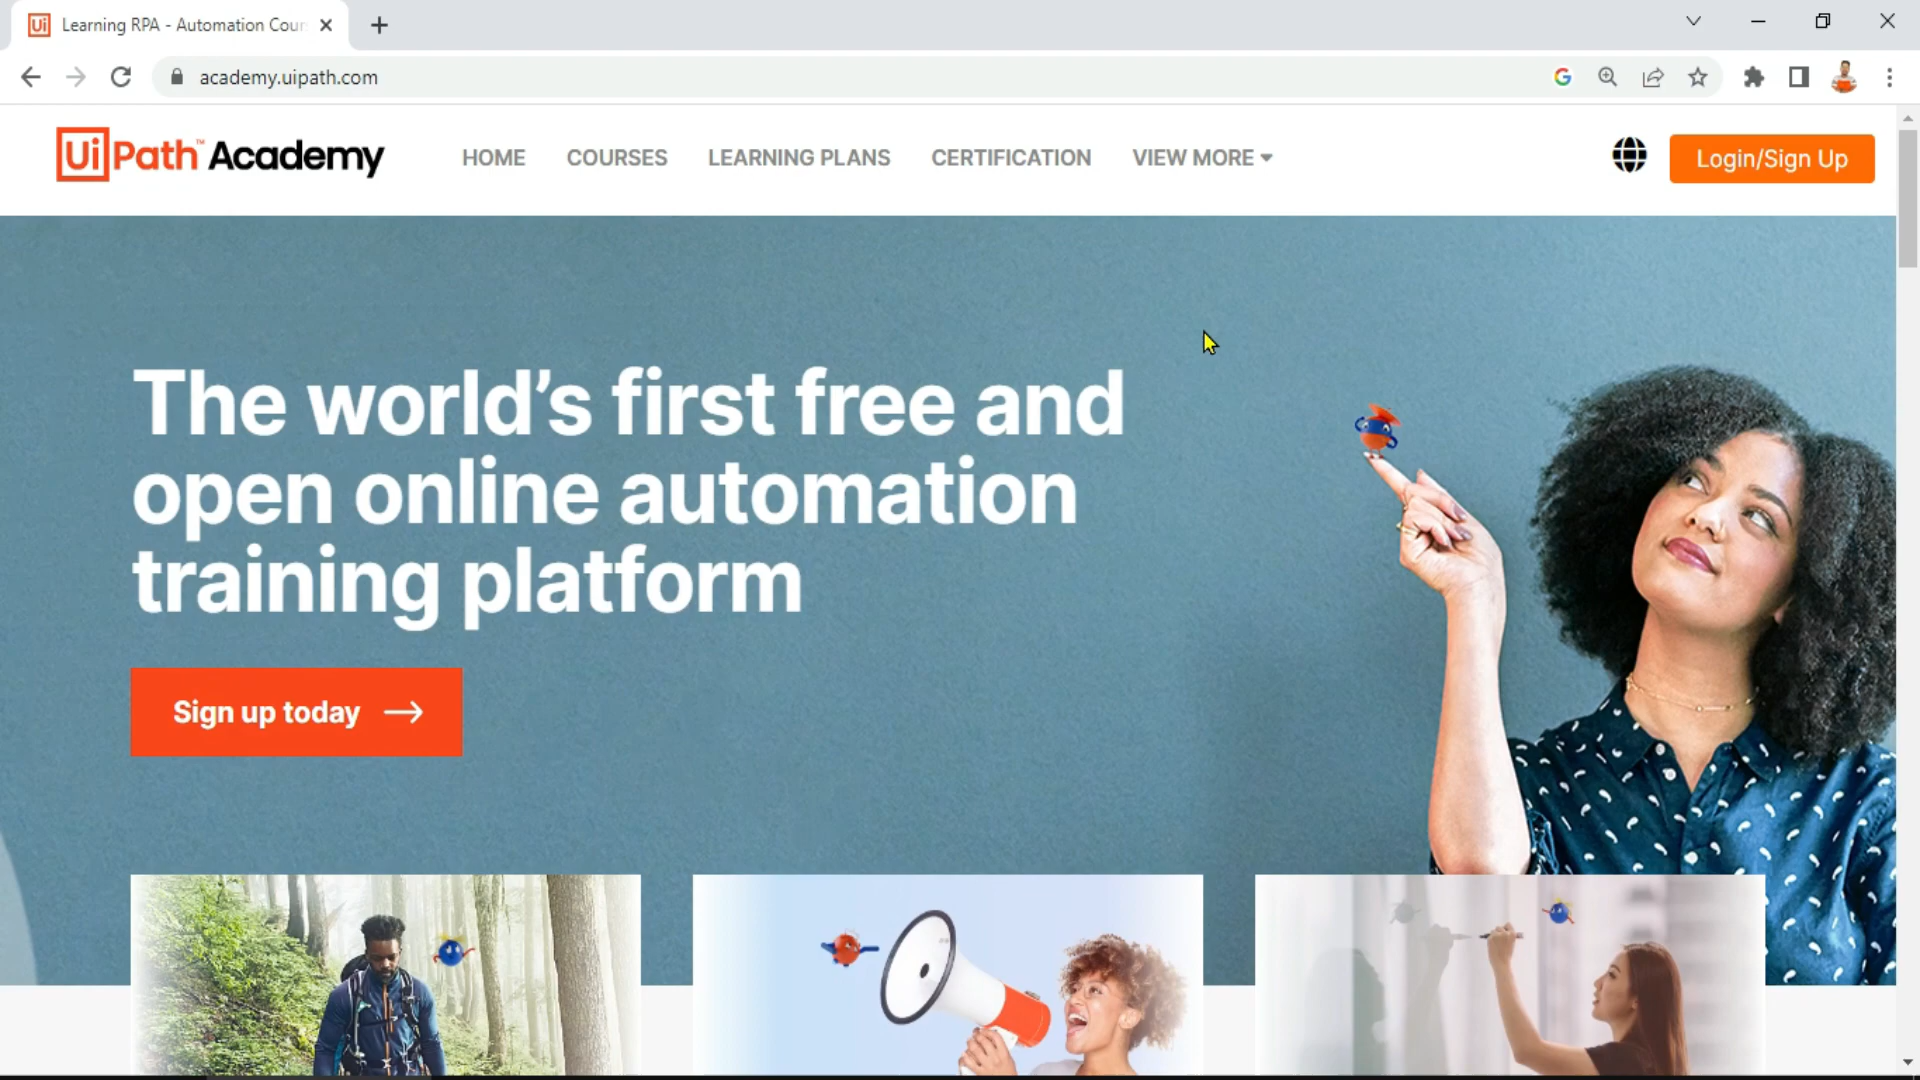 Ui Learning RPA - Automation Cour
academy.uipath.com
UiPath™ Academy
HOME
COURSES
LEARNING PLANS
CERTIFICATION
VIEW MORE
Login/Sign Up
The world's first free and
open online automation
training platform
Sign up today →